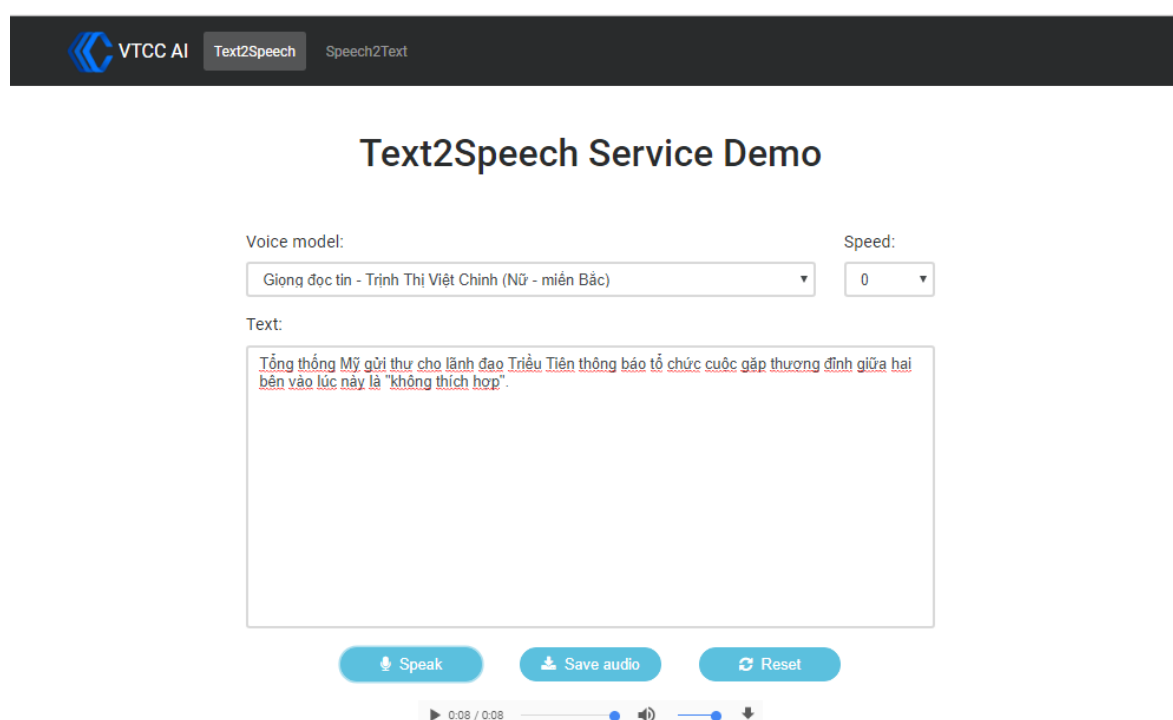 VTCC AI Text2Speech Speech2Text
Text2Speech Service Demo
Voice model: Speed:
Giọng đọc tin - Trịnh Thị Việt Chinh (Nữ - miền Bắc) 0
Text:
Tổng thống Mỹ gửi thư cho lãnh đạo Triều Tiên thông báo tổ chức cuộc gặp thượng đỉnh giữa hai
bên vào lúc này là "không thích hợp".
Speak Save audio Reset
0:08 / 0:08